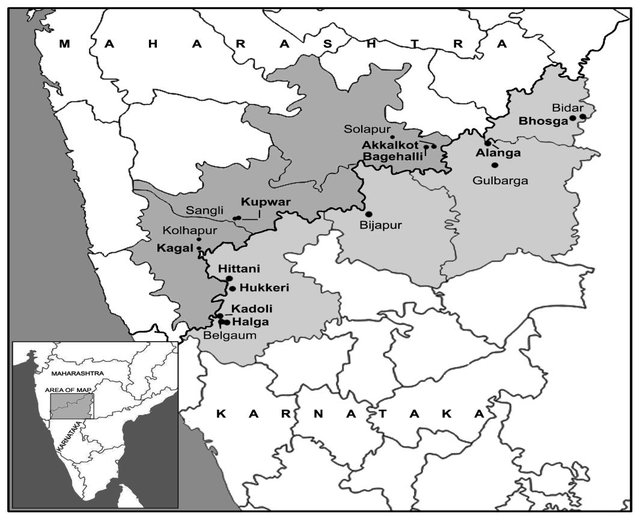 MAHARASHTRA
Bidar
Bhosga
Solapur
Akkalkot
Bagehalli
Alanga
Gulbarga
Kupwar
Sangli
Bijapur
Kolhapur
Kagal
Hittani
Hukkeri
Kadoli
Halga
Belgaum
MAHARASHTRA
AREA OF MAP
KARNATAKA
KARNATAKA